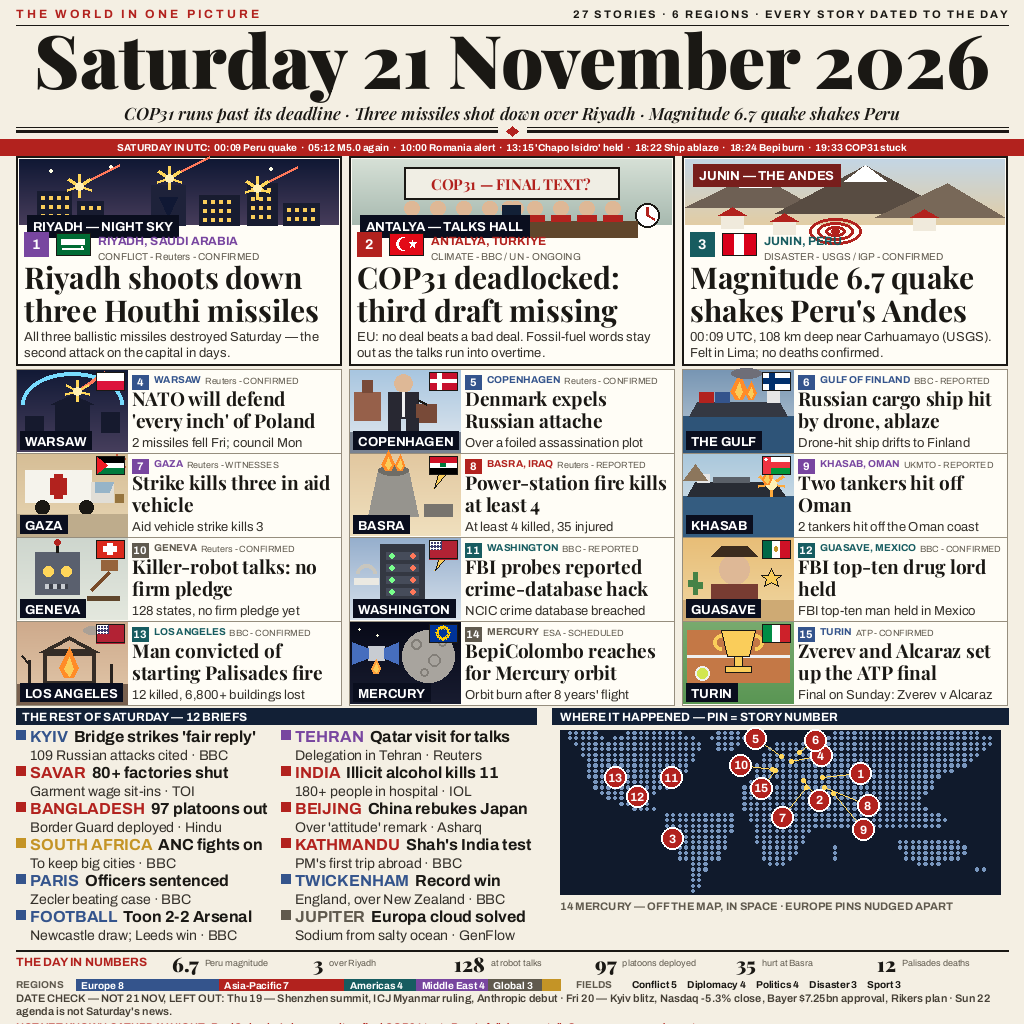 THE WORLD IN ONE PICTURE
27 STORIES · 6 REGIONS · EVERY STORY DATED TO THE DAY
Saturday 21 November 2026
COP31 runs past its deadline · Three missiles shot down over Riyadh · Magnitude 6.7 quake shakes Peru
SATURDAY IN UTC: 00:09 Peru quake · 05:12 M5.0 again · 10:00 Romania alert · 13:15 'Chapo Isidro' held · 18:22 Ship ablaze · 18:24 Bepi burn · 19:33 COP31 stuck
RIYADH — NIGHT SKY
1 RIYADH, SAUDI ARABIA
CONFLICT - Reuters - CONFIRMED
Riyadh shoots down
three Houthi missiles
All three ballistic missiles destroyed Saturday — the
second attack on the capital in days.
COP31 — FINAL TEXT?
ANTALYA — TALKS HALL
2 ANTALYA, TÜRKIYE
CLIMATE - BBC / UN - ONGOING
COP31 deadlocked:
third draft missing
EU: no deal beats a bad deal. Fossil-fuel words stay
out as the talks run into overtime.
JUNIN — THE ANDES
3 JUNIN, PERU
DISASTER - USGS / IGP - CONFIRMED
Magnitude 6.7 quake
shakes Peru's Andes
00:09 UTC, 108 km deep near Carhuamayo (USGS).
Felt in Lima; no deaths confirmed.
WARSAW
4 WARSAW Reuters - CONFIRMED
NATO will defend
'every inch' of Poland
2 missiles fell Fri; council Mon
COPENHAGEN
5 COPENHAGEN Reuters - CONFIRMED
Denmark expels
Russian attache
Over a foiled assassination plot
THE GULF
6 GULF OF FINLAND BBC - REPORTED
Russian cargo ship hit
by drone, ablaze
Drone-hit ship drifts to Finland
GAZA
7 GAZA Reuters - WITNESSES
Strike kills three in aid
vehicle
Aid vehicle strike kills 3
BASRA
8 BASRA, IRAQ Reuters - REPORTED
Power-station fire kills
at least 4
At least 4 killed, 35 injured
KHASAB
9 KHASAB, OMAN UKMTO - REPORTED
Two tankers hit off
Oman
2 tankers hit off the Oman coast
GENEVA
10 GENEVA Reuters - CONFIRMED
Killer-robot talks: no
firm pledge
128 states, no firm pledge yet
WASHINGTON
11 WASHINGTON BBC - REPORTED
FBI probes reported
crime-database hack
NCIC crime database breached
GUASAVE
12 GUASAVE, MEXICO BBC - CONFIRMED
FBI top-ten drug lord
held
FBI top-ten man held in Mexico
LOS ANGELES
13 LOS ANGELES BBC - CONFIRMED
Man convicted of
starting Palisades fire
12 killed, 6,800+ buildings lost
MERCURY
14 MERCURY ESA - SCHEDULED
BepiColombo reaches
for Mercury orbit
Orbit burn after 8 years' flight
TURIN
15 TURIN ATP - CONFIRMED
Zverev and Alcaraz set
up the ATP final
Final on Sunday: Zverev v Alcaraz
THE REST OF SATURDAY — 12 BRIEFS
KYIV Bridge strikes 'fair reply'
109 Russian attacks cited · BBC
SAVAR 80+ factories shut
Garment wage sit-ins · TOI
BANGLADESH 97 platoons out
Border Guard deployed · Hindu
SOUTH AFRICA ANC fights on
To keep big cities · BBC
PARIS Officers sentenced
Zecler beating case · BBC
FOOTBALL Toon 2-2 Arsenal
Newcastle draw; Leeds win · BBC
TEHRAN Qatar visit for talks
Delegation in Tehran · Reuters
INDIA Illicit alcohol kills 11
180+ people in hospital · IOL
BEIJING China rebukes Japan
Over 'attitude' remark · Asharq
KATHMANDU Shah's India test
PM's first trip abroad · BBC
TWICKENHAM Record win
England, over New Zealand · BBC
JUPITER Europa cloud solved
Sodium from salty ocean · GenFlow
WHERE IT HAPPENED — PIN = STORY NUMBER
5
6
4
10
13
11
1
15
12
2
8
7
9
3
14 MERCURY — OFF THE MAP, IN SPACE · EUROPE PINS NUDGED APART
THE DAY IN NUMBERS
6.7 Peru magnitude
3 over Riyadh
128 at robot talks
97 platoons deployed
35 hurt at Basra
12 Palisades deaths
REGIONS Europe 8 Asia-Pacific 7 Americas 4 Middle East 4 Global 3
FIELDS Conflict 5 Diplomacy 4 Politics 4 Disaster 3 Sport 3
DATE CHECK — NOT 21 NOV, LEFT OUT: Thu 19 — Shenzhen summit, ICJ Myanmar ruling, Anthropic debut · Fri 20 — Kyiv blitz, Nasdaq -5.3% close, Bayer $7.25bn approval, Rikers plan · Sun 22
agenda is not Saturday's news.